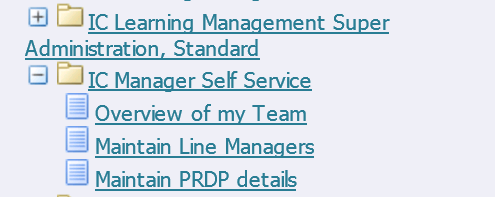 IC Learning Management Super
Administration, Standard
IC Manager Self Service
Overview of my Team
Maintain Line Managers
Maintain PRDP details